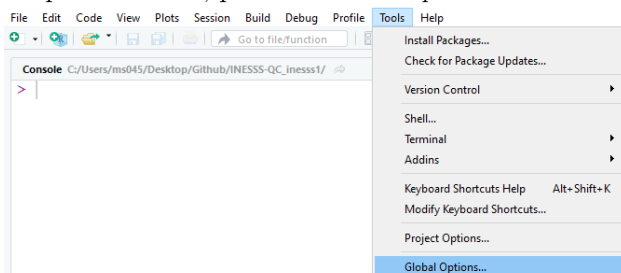 File Edit Code View Plots Session Build Debug Profile Tools Help
Go to file/function
Console C:/Users/ms045/Desktop/Github/INESSS-QC_inesss1/
>
Install Packages...
Check for Package Updates...
Version Control
Shell...
Terminal
Addins
Keyboard Shortcuts Help Alt+Shift+K
Modify Keyboard Shortcuts...
Project Options...
Global Options...